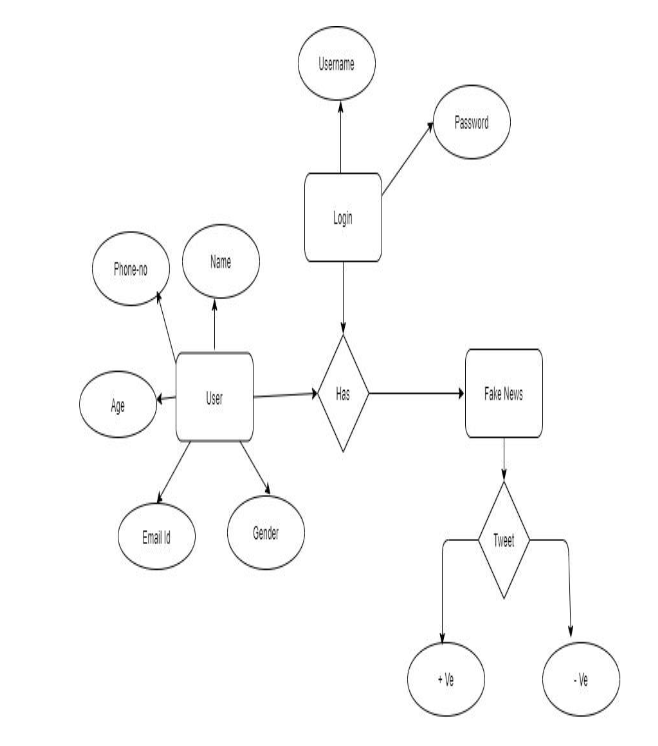 Username
Password
Login
Phone-no
Name
Age
User
Has
Fake News
Email Id
Gender
Tweet
+ Ve
- Ve